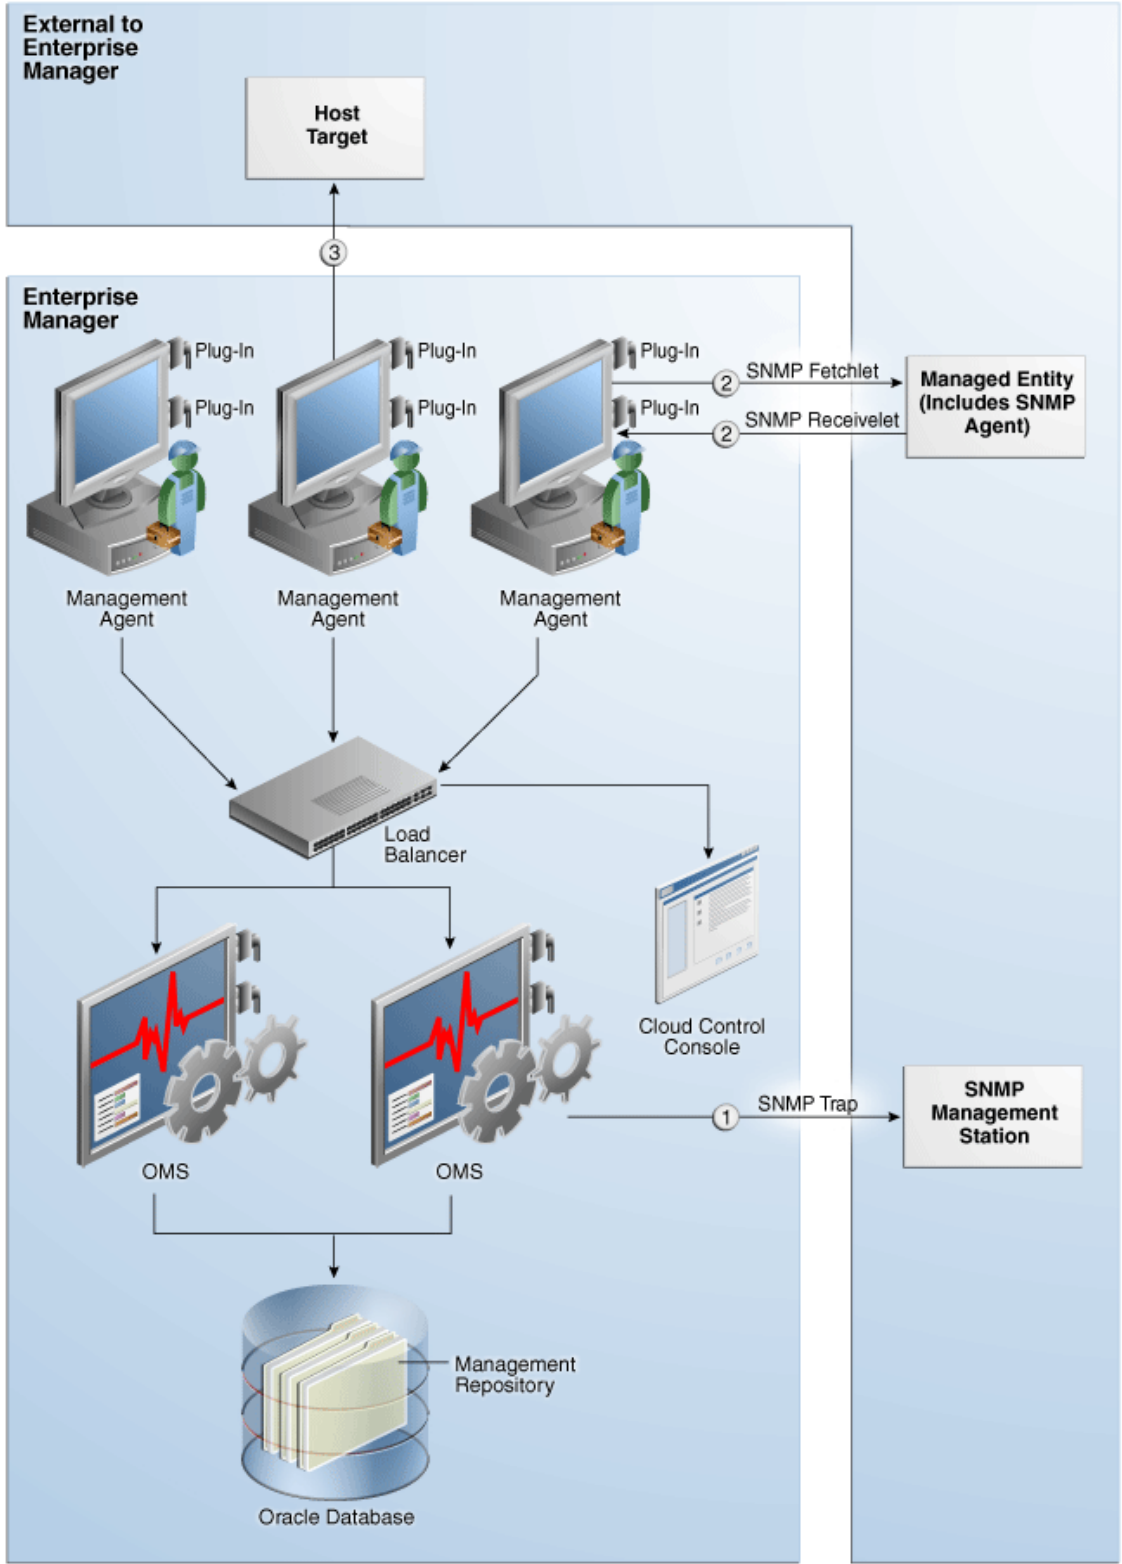 External to
Enterprise
Manager
Host
Target
3
Enterprise
Manager
Plug-In
Plug-In
Plug-In
Plug-In
Plug-In
Plug-In
2
SNMP Fetchlet
2
SNMP Receivelet
Managed Entity
(Includes SNMP
Agent)
Management
Agent
Management
Agent
Management
Agent
Load
Balancer
Cloud Control
Console
OMS
OMS
1
SNMP Trap
SNMP
Management
Station
Management
Repository
Oracle Database